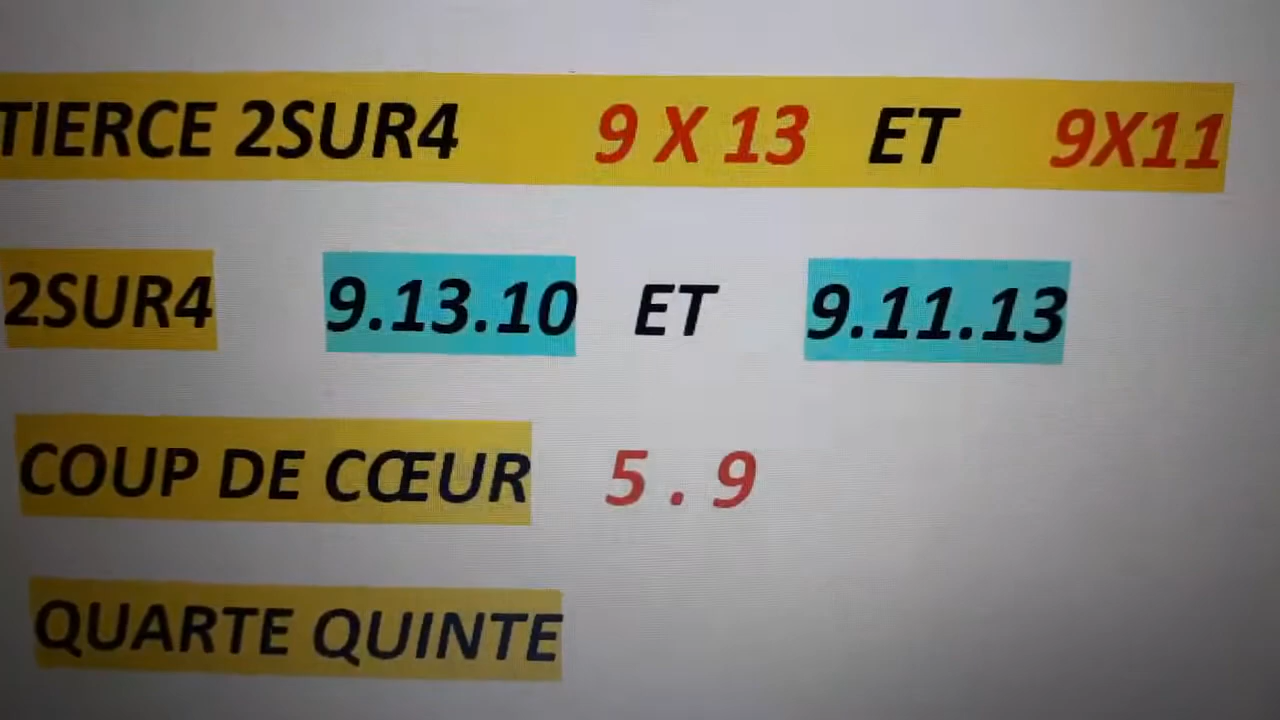 TIERCE 2SUR4 9 X 13 ET 9X11
2SUR4 9.13.10 ET 9.11.13
COUP DE CŒUR 5 . 9
QUARTE QUINTE